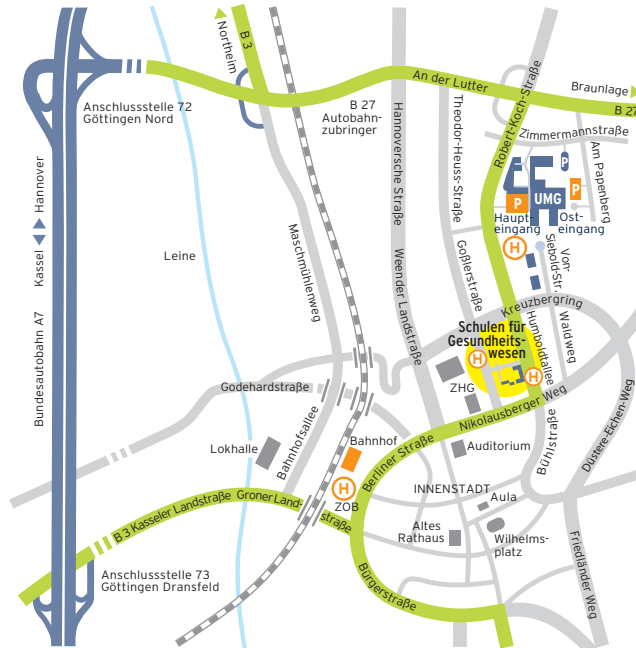 B 3
Northeim
An der Lutter
Braunlage
B 27
Anschlussstelle 72
Göttingen Nord
B 27
Autobahn-
zubringer
Hannoversche Straße
Theodor-Heuss-Straße
Robert-Koch-Straße
Zimmermannstraße
Am Papenberg
P
P
P
UMG
Haupt-
eingang
Ost-
eingang
H
Von-
Siebold-Str.
Kassel
Hannover
Bundesautobahn A7
Leine
Maschmühlenweg
Weender Landstraße
Goßlerstraße
Kreuzbergring
Schulen für
Gesundheits-
wesen
H
H
Humboldtallee
Waldweg
ZHG
Godehardstraße
Nikolausberger Weg
Düstere-Eichen-Weg
Bühlstraße
Lokhalle
Bahnhofsallee
Bahnhof
Berliner Straße
Auditorium
H
ZOB
INNENSTADT
Aula
B 3 Kasseler Landstraße
Groner Land-
straße
Altes
Rathaus
Wilhelms-
platz
Anschlussstelle 73
Göttingen Dransfeld
Bürgerstraße
Friedländer Weg